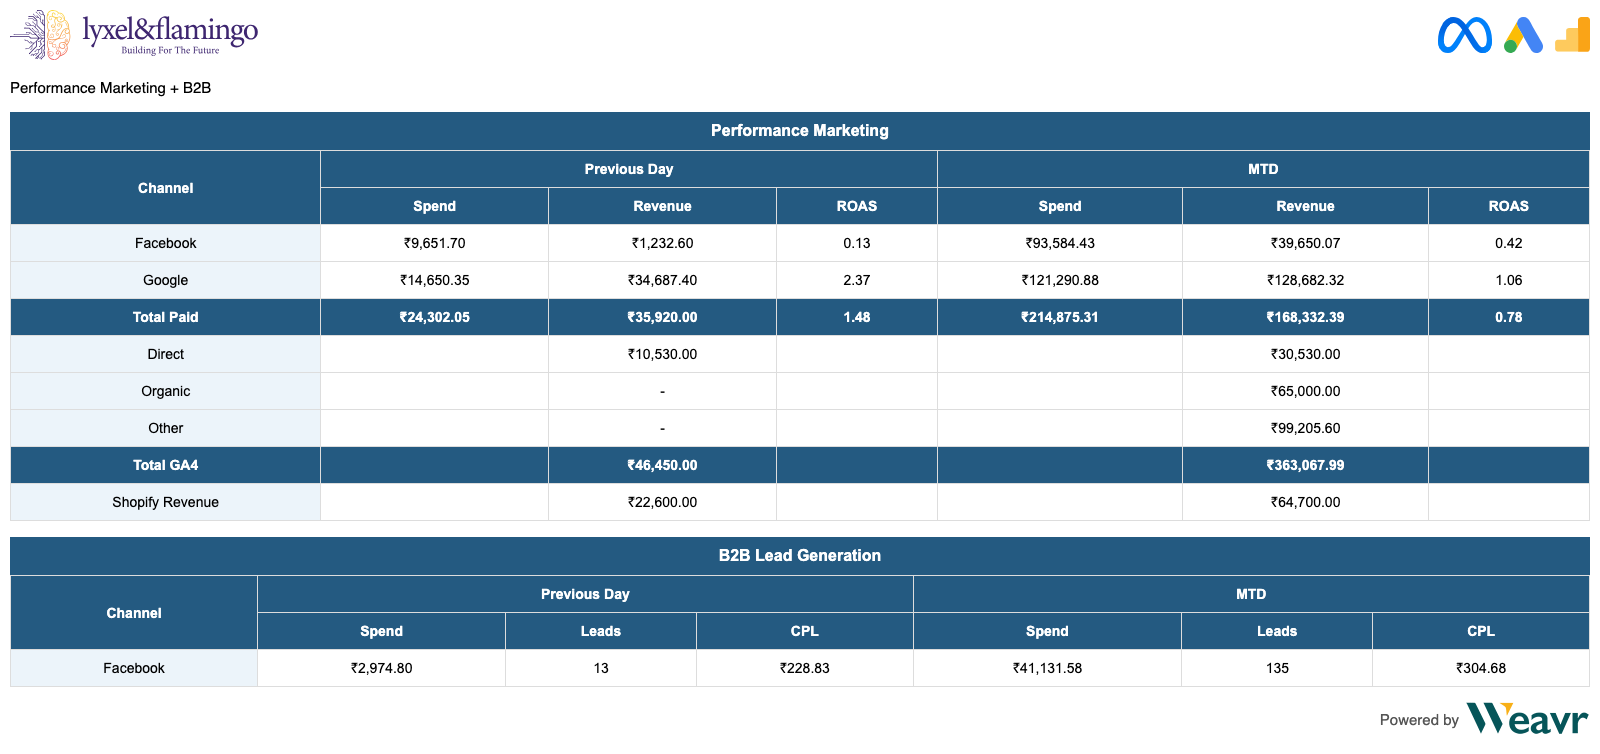 lyxel&flamingo
Building For The Future
Performance Marketing + B2B
Performance Marketing
Channel Previous Day MTD
Spend Revenue ROAS Spend Revenue ROAS
Facebook ₹9,651.70 ₹1,232.60 0.13 ₹93,584.43 ₹39,650.07 0.42
Google ₹14,650.35 ₹34,687.40 2.37 ₹121,290.88 ₹128,682.32 1.06
Total Paid ₹24,302.05 ₹35,920.00 1.48 ₹214,875.31 ₹168,332.39 0.78
Direct ₹10,530.00 ₹30,530.00
Organic - ₹65,000.00
Other - ₹99,205.60
Total GA4 ₹46,450.00 ₹363,067.99
Shopify Revenue ₹22,600.00 ₹64,700.00
B2B Lead Generation
Channel Previous Day MTD
Spend Leads CPL Spend Leads CPL
Facebook ₹2,974.80 13 ₹228.83 ₹41,131.58 135 ₹304.68
Powered by Weavr